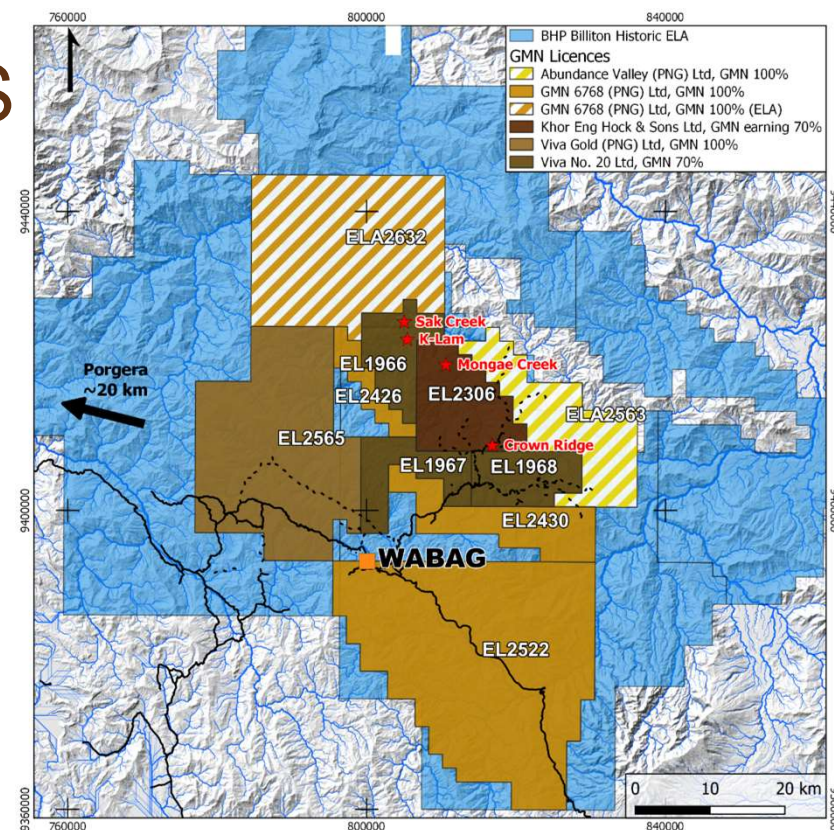 s
760000
800000
840000
BHP Billiton Historic ELA
GMN Licences
Abundance Valley (PNG) Ltd, GMN 100%
GMN 6768 (PNG) Ltd, GMN 100%
GMN 6768 (PNG) Ltd, GMN 100% (ELA)
Khor Eng Hock & Sons Ltd, GMN earning 70%
Viva Gold (PNG) Ltd, GMN 100%
Viva No. 20 Ltd, GMN 70%
9440000
9440000
ELA2632
Sak Creek
K-Lam
Porgera
~20 km
EL1966
Mongae Creek
EL2426
EL2306
ELA2563
EL2565
Crown Ridge
EL1967
EL1968
9400000
9400000
EL2430
WABAG
EL2522
0 10 20 km
9360000
9360000
760000
800000
840000